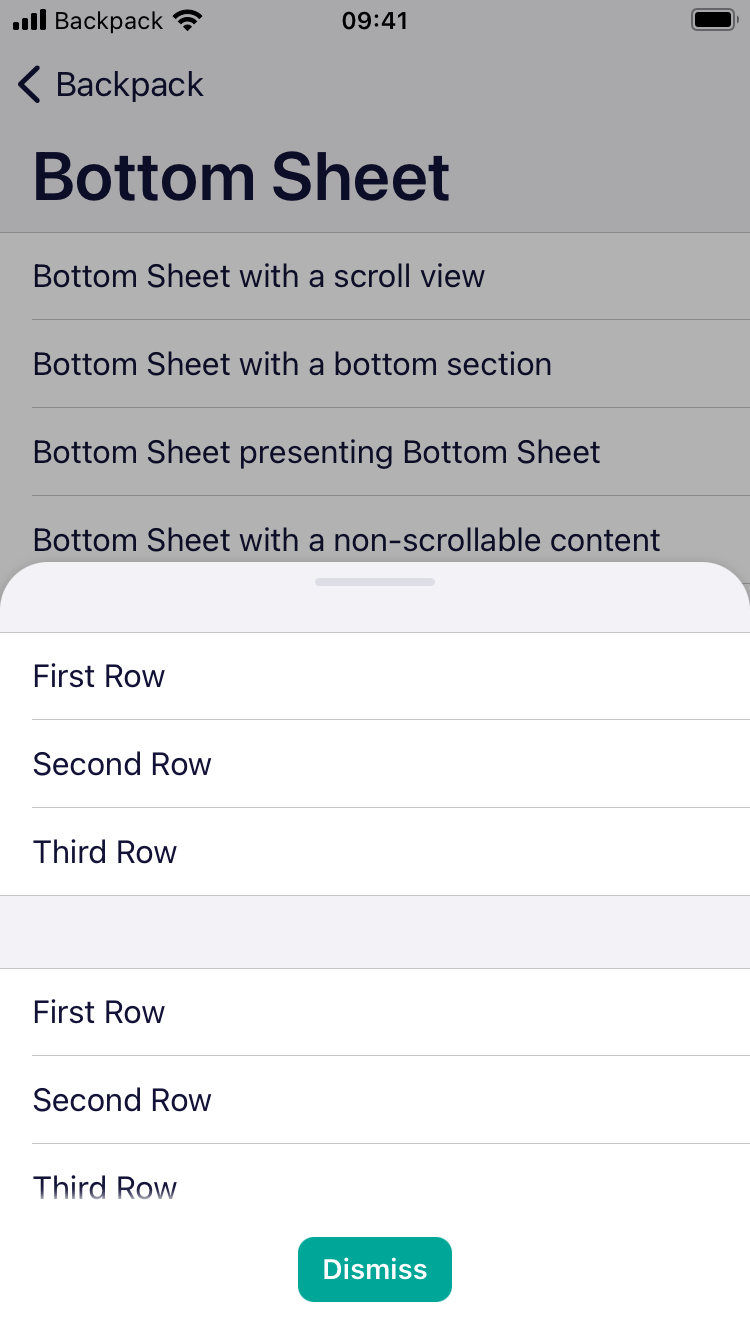 Backpack 09:41
Backpack
Bottom Sheet
Bottom Sheet with a scroll view
Bottom Sheet with a bottom section
Bottom Sheet presenting Bottom Sheet
Bottom Sheet with a non-scrollable content
First Row
Second Row
Third Row
First Row
Second Row
Third Row
Dismiss